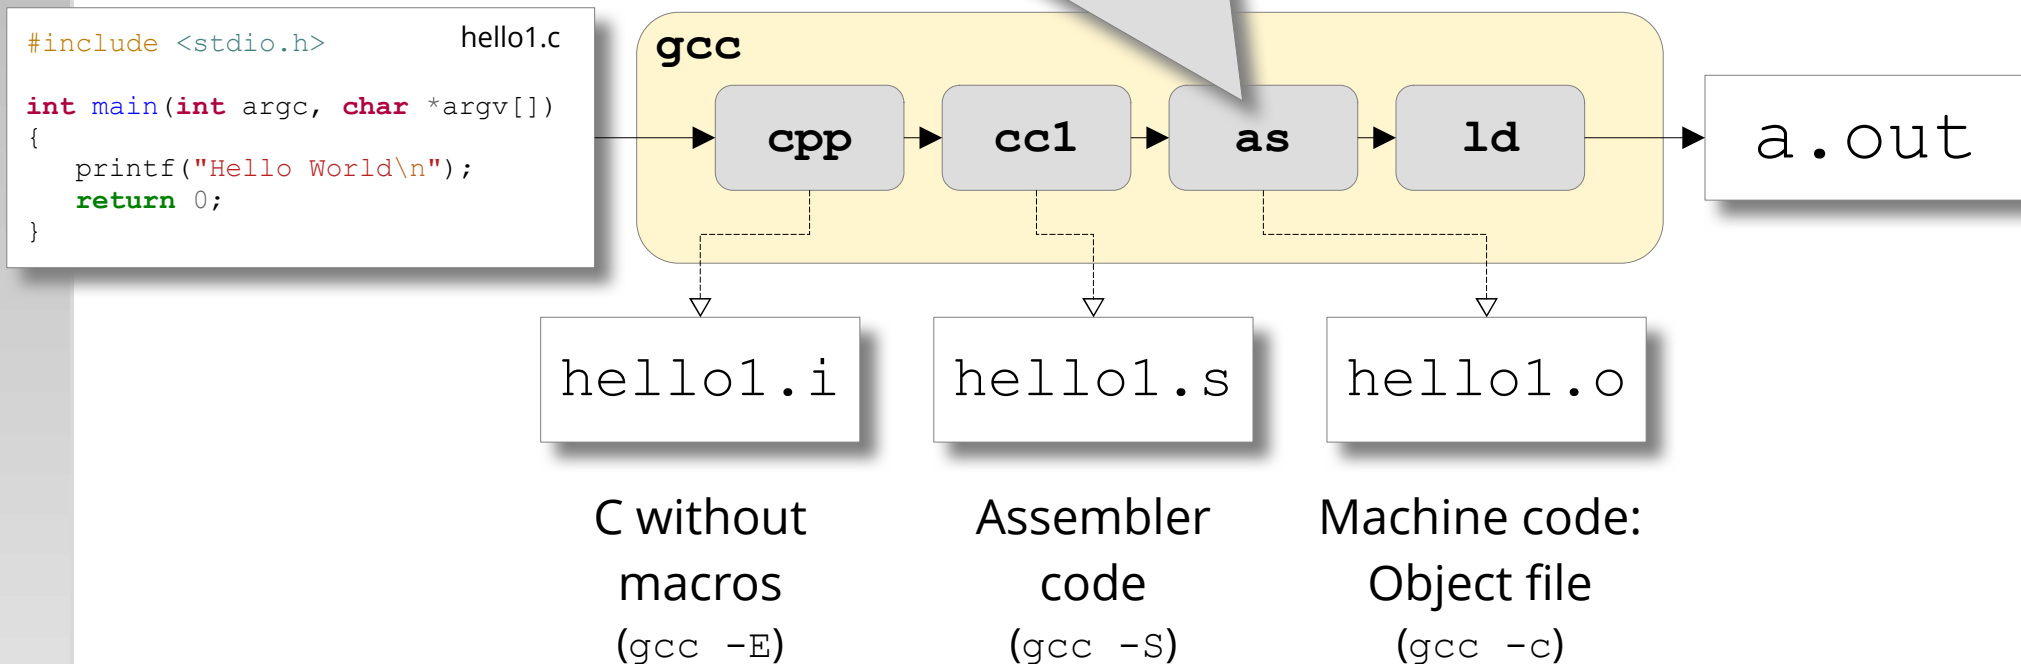 #include <stdio.h>
hello1.c
int main(int argc, char *argv[])
{
   printf("Hello World\n");
   return 0;
}
gcc
cpp
cc1
as
ld
a.out
hello1.i
hello1.s
hello1.o
C without
macros
(gcc -E)
Assembler
code
(gcc -S)
Machine code:
Object file
(gcc -c)